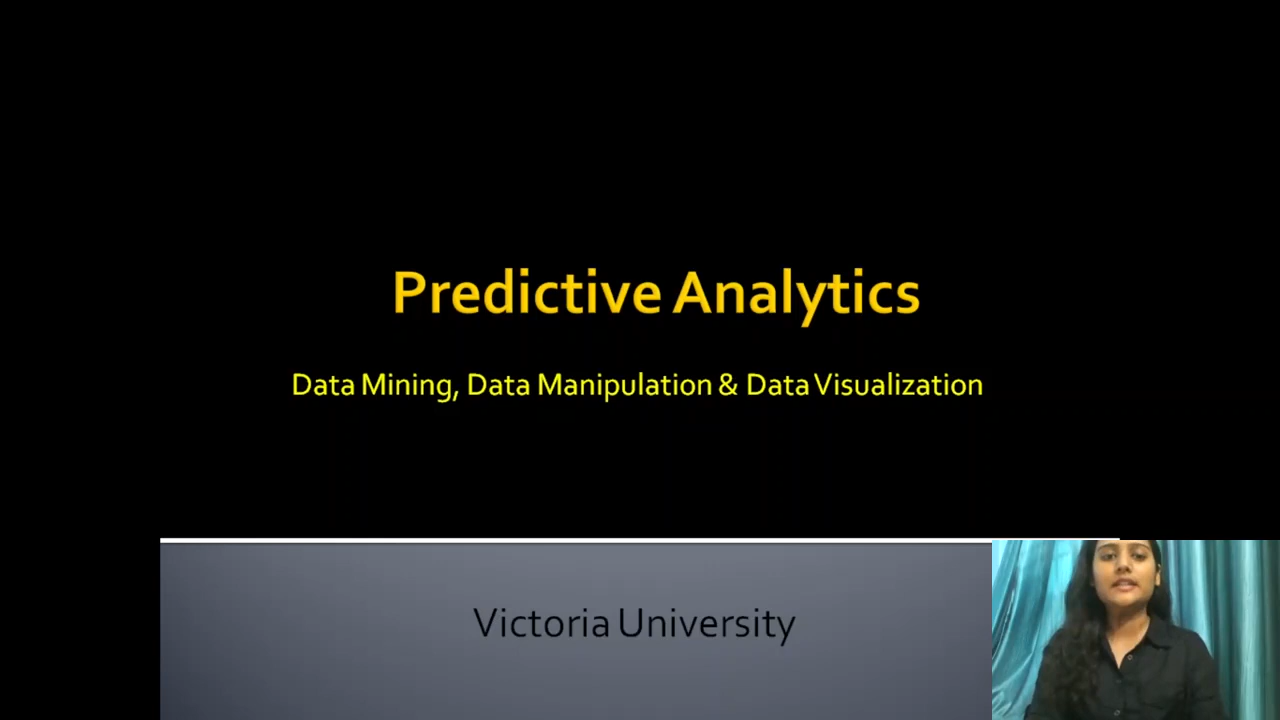 Predictive Analytics
Data Mining, Data Manipulation & Data Visualization
Victoria University